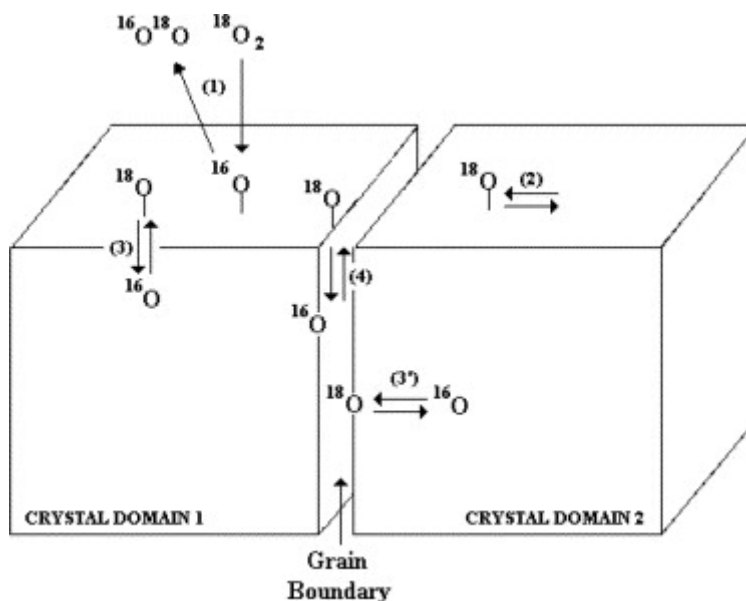 ¹⁶O¹⁸O ¹⁸O₂
(1)
¹⁶O
¹⁸O
¹⁸O
¹⁸O
(2)
(3)
(4)
¹⁶O
¹⁶O
(3')
¹⁸O
¹⁶O
CRYSTAL DOMAIN 1
CRYSTAL DOMAIN 2
Grain
Boundary